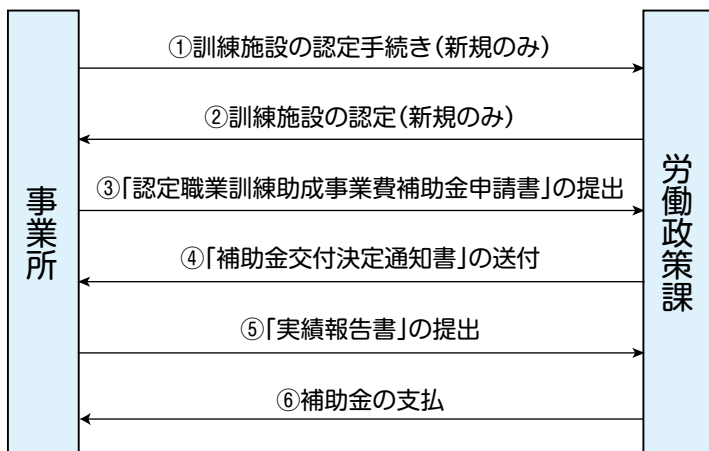 ①訓練施設の認定手続き(新規のみ)
②訓練施設の認定(新規のみ)
③「認定職業訓練助成事業費補助金申請書」の提出
④「補助金交付決定通知書」の送付
⑤「実績報告書」の提出
⑥補助金の支払
事業所
労働政策課